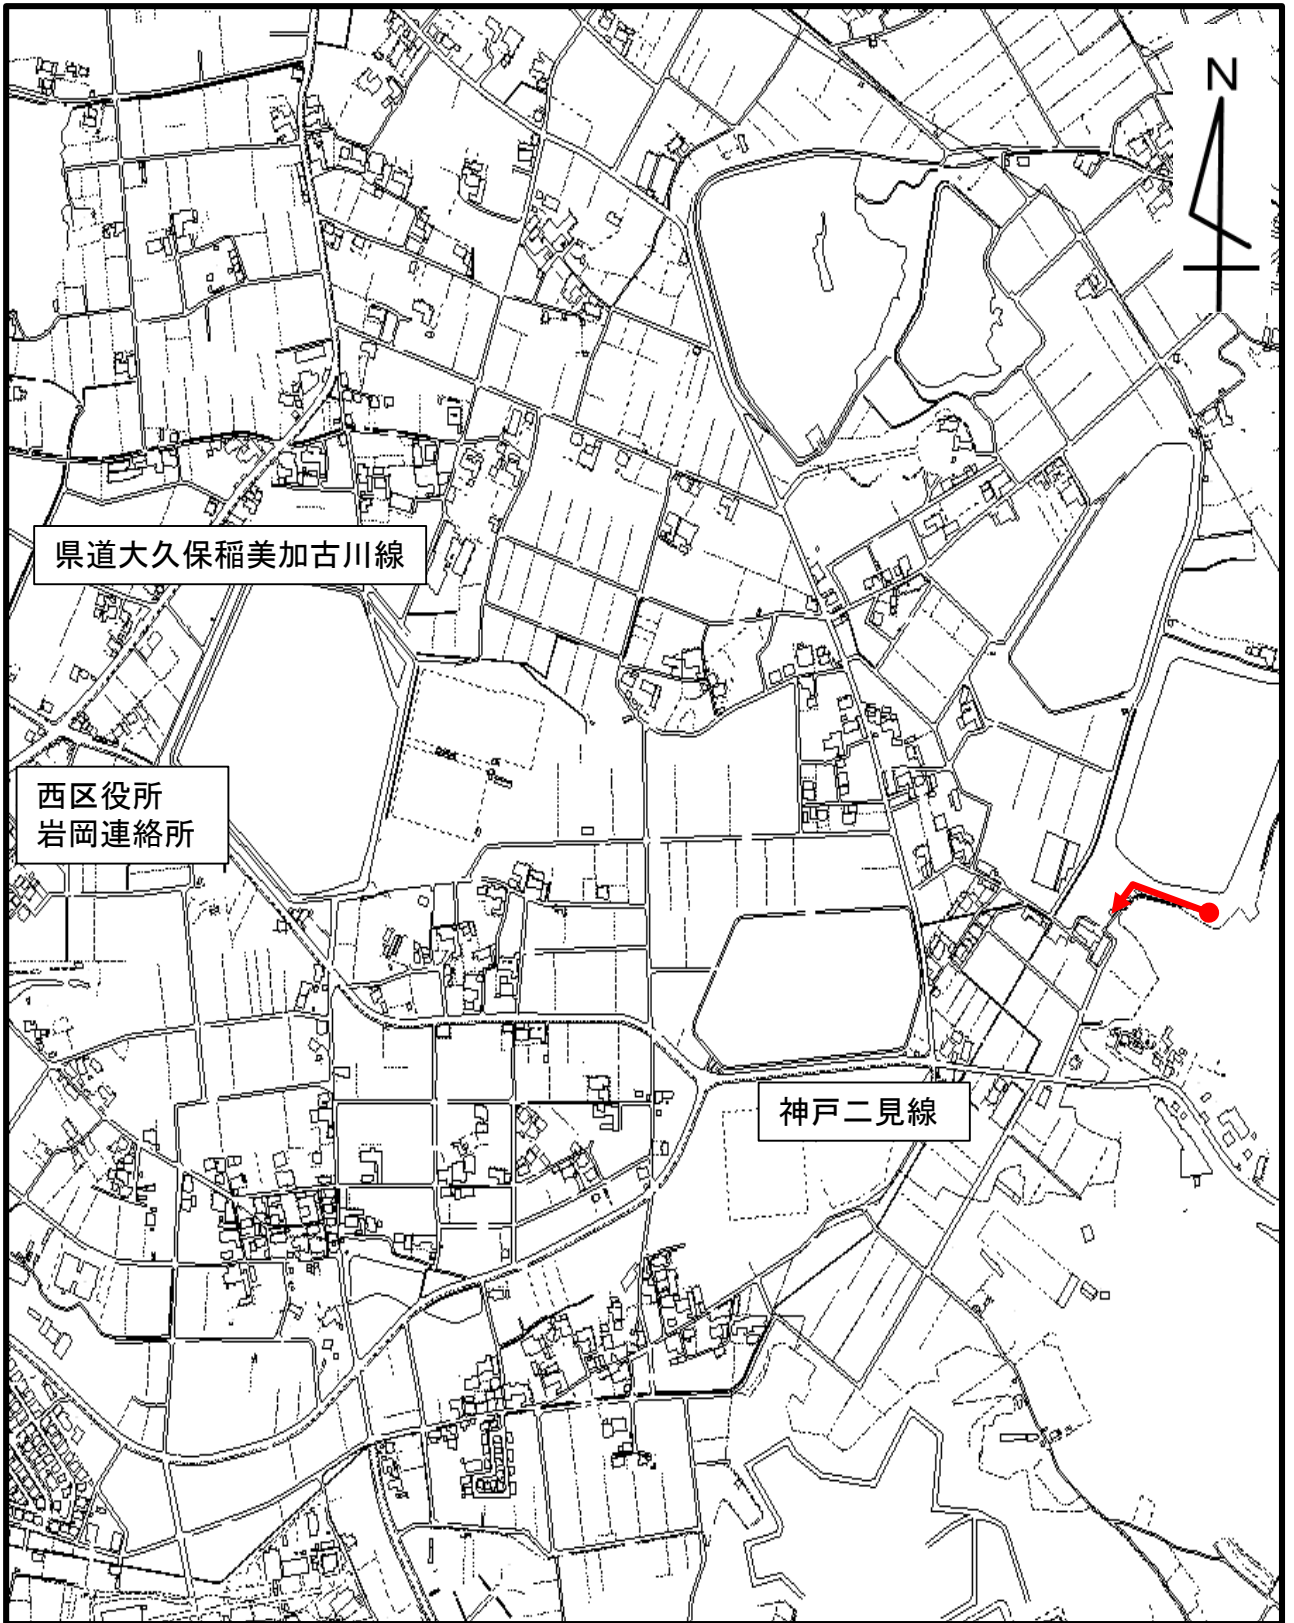 N
県道大久保稲美加古川線
西区役所
岩岡連絡所
神戸二見線